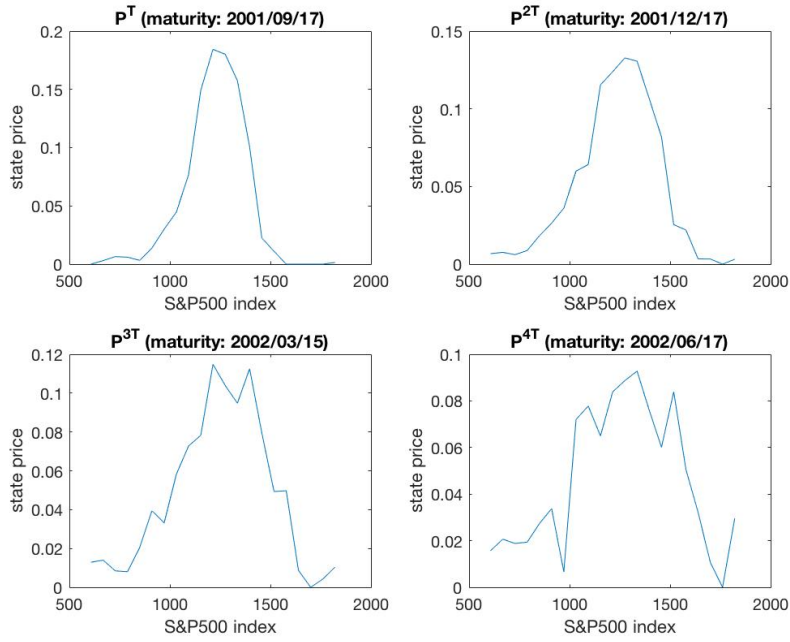 P^T (maturity: 2001/09/17)
0.2
0.15
0.1
0.05
0
state price
500 1000 1500 2000
S&P500 index
P^2T (maturity: 2001/12/17)
0.15
0.1
0.05
0
state price
500 1000 1500 2000
S&P500 index
P^3T (maturity: 2002/03/15)
0.12
0.1
0.08
0.06
0.04
0.02
0
state price
500 1000 1500 2000
S&P500 index
P^4T (maturity: 2002/06/17)
0.1
0.08
0.06
0.04
0.02
0
state price
500 1000 1500 2000
S&P500 index